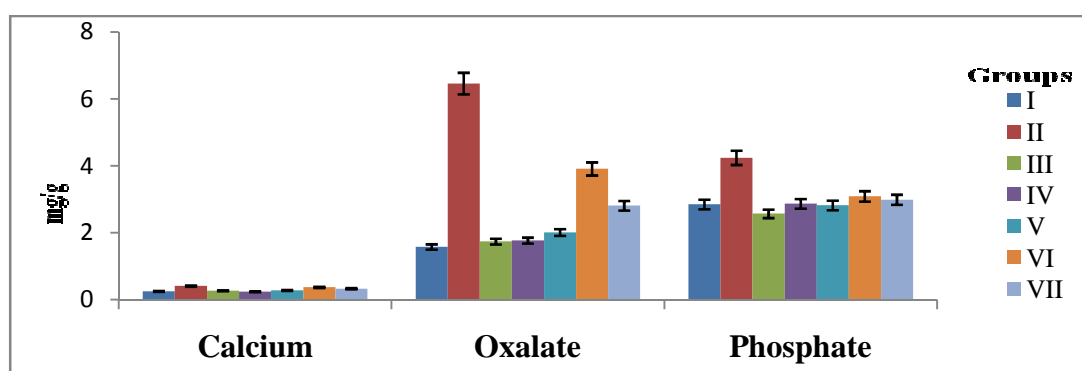 8
6
4
2
0
mg/g
Calcium Oxalate Phosphate
Groups
I
II
III
IV
V
VI
VII